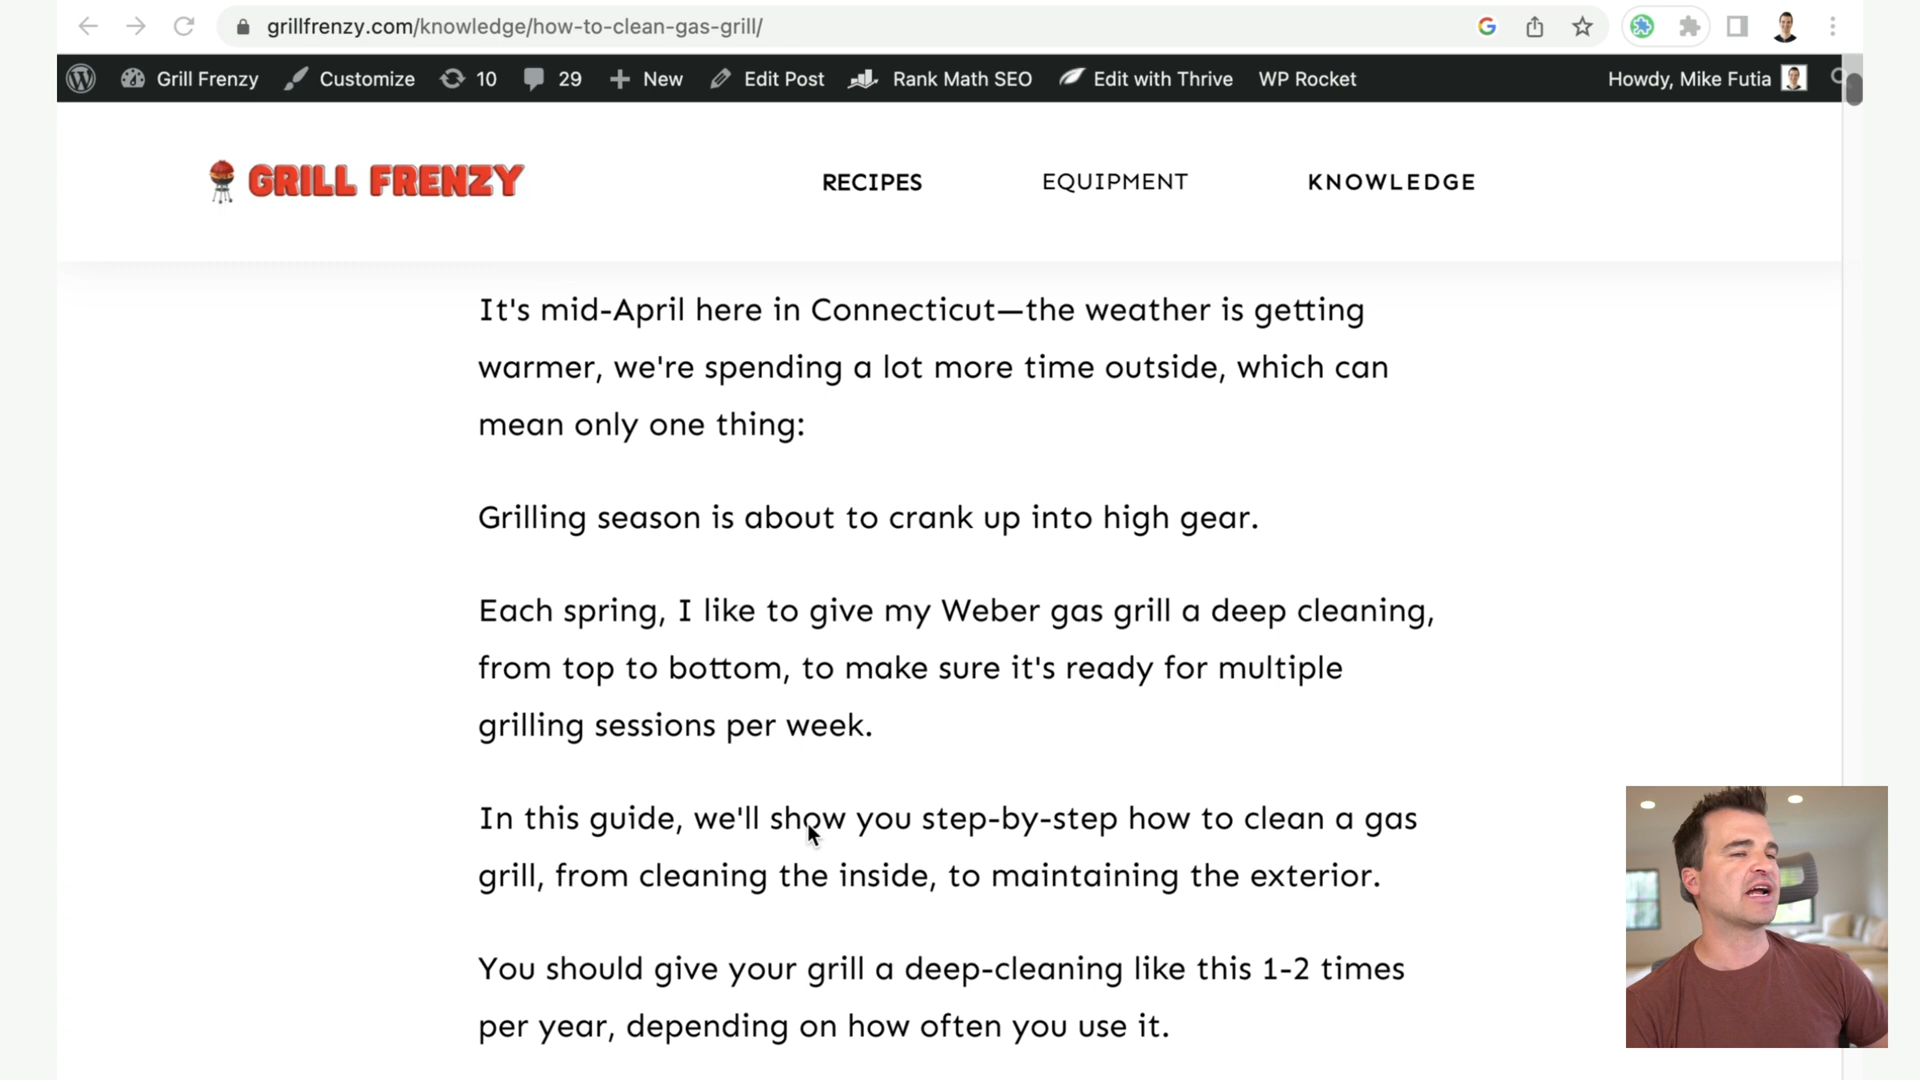 grillfrenzy.com/knowledge/how-to-clean-gas-grill/
Grill Frenzy Customize 10 29 New Edit Post Rank Math SEO Edit with Thrive WP Rocket Howdy, Mike Futia
GRILL FRENZY RECIPES EQUIPMENT KNOWLEDGE
It's mid-April here in Connecticut—the weather is getting
warmer, we're spending a lot more time outside, which can
mean only one thing:
Grilling season is about to crank up into high gear.
Each spring, I like to give my Weber gas grill a deep cleaning,
from top to bottom, to make sure it's ready for multiple
grilling sessions per week.
In this guide, we'll show you step-by-step how to clean a gas
grill, from cleaning the inside, to maintaining the exterior.
You should give your grill a deep-cleaning like this 1-2 times
per year, depending on how often you use it.